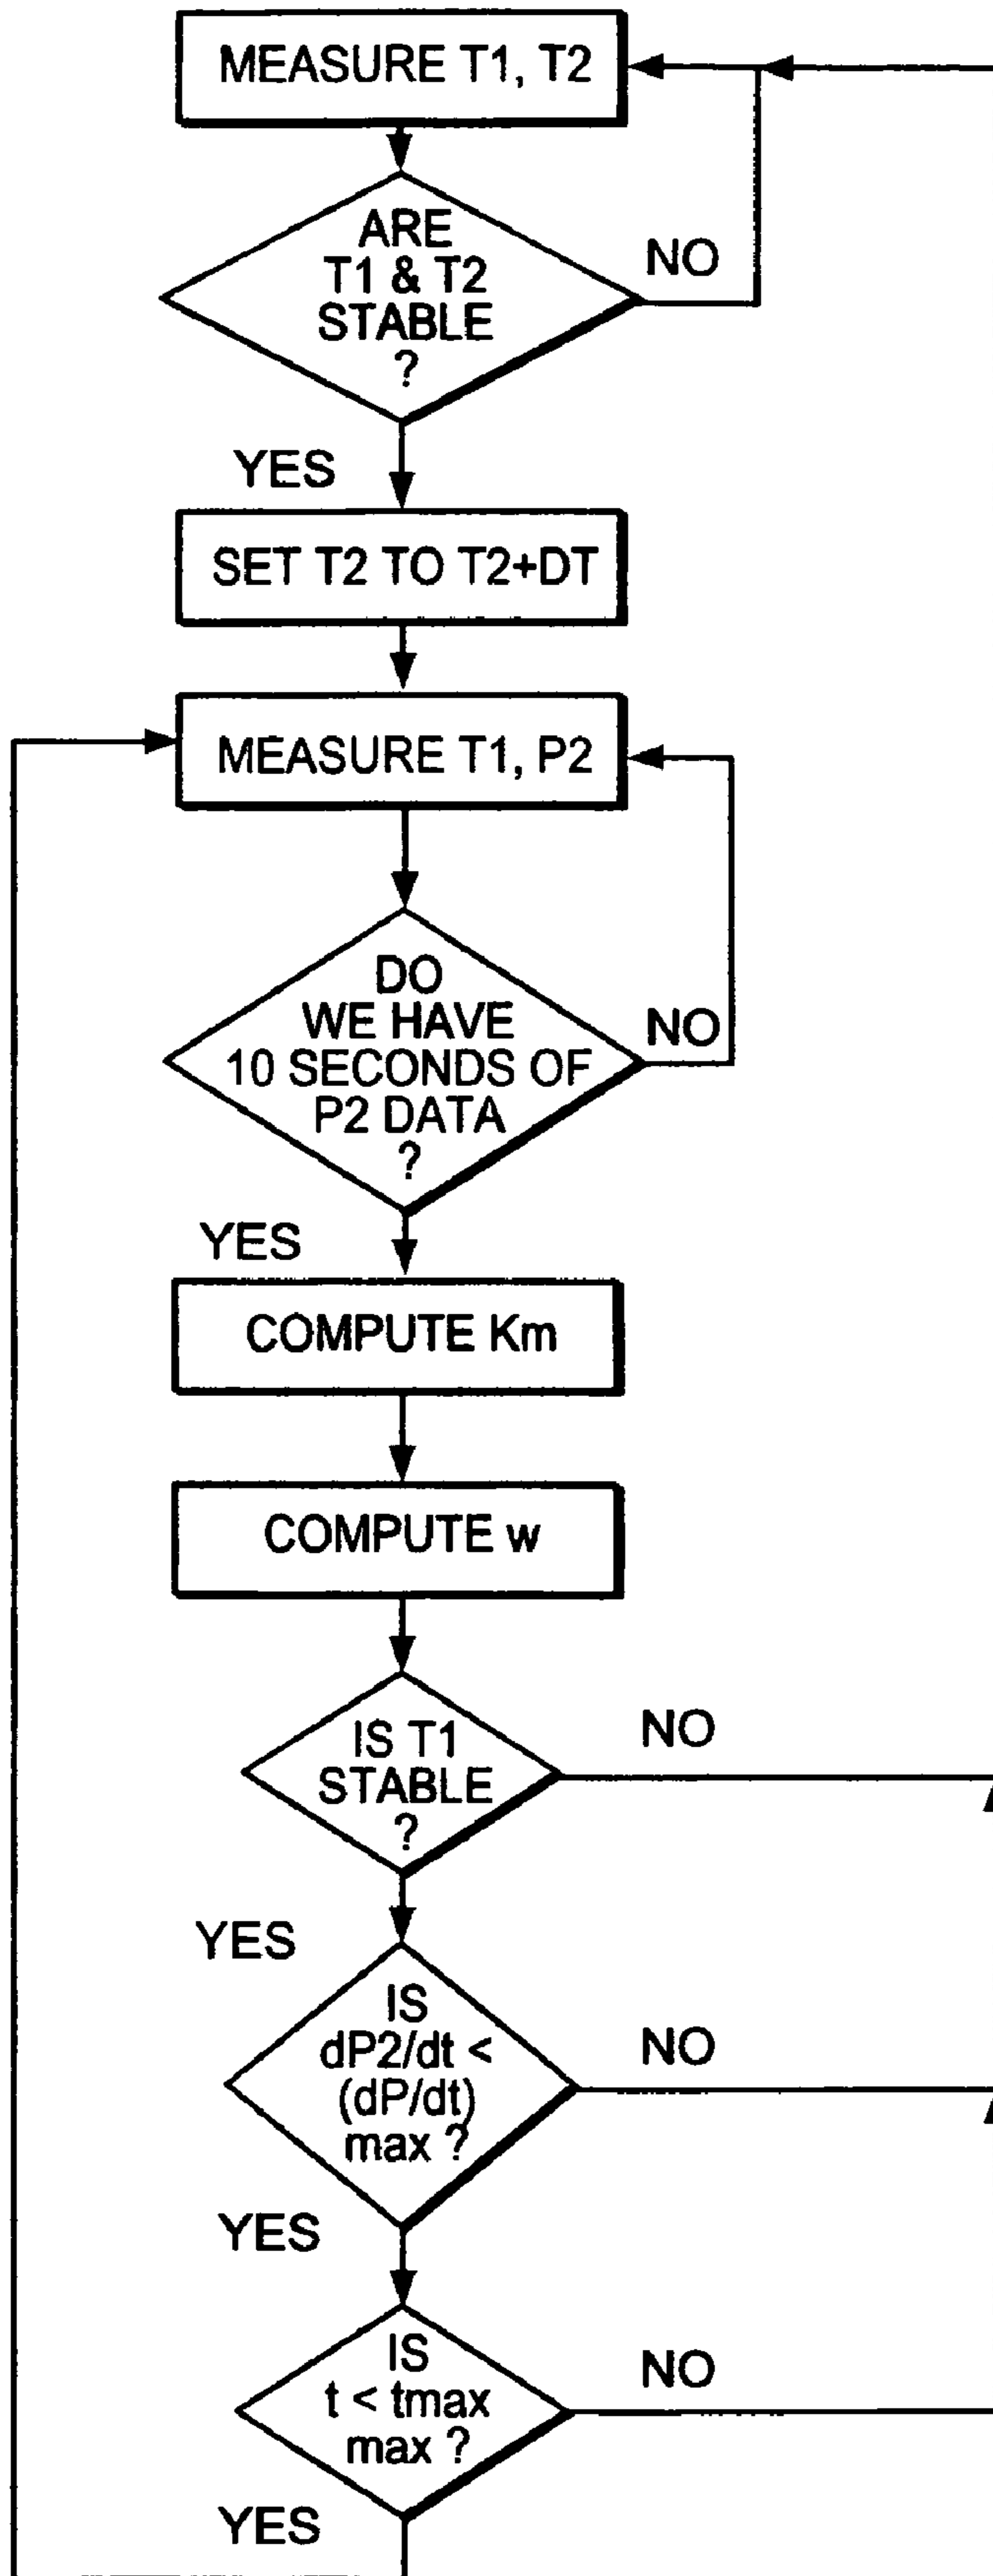 MEASURE T1, T2
ARE
T1 & T2
STABLE
?
NO
YES
SET T2 TO T2+DT
MEASURE T1, P2
DO
WE HAVE
10 SECONDS OF
P2 DATA
?
NO
YES
COMPUTE Km
COMPUTE w
IS T1
STABLE
?
NO
YES
IS
dP2/dt <
(dP/dt)
max ?
NO
YES
IS
t < tmax
max ?
NO
YES